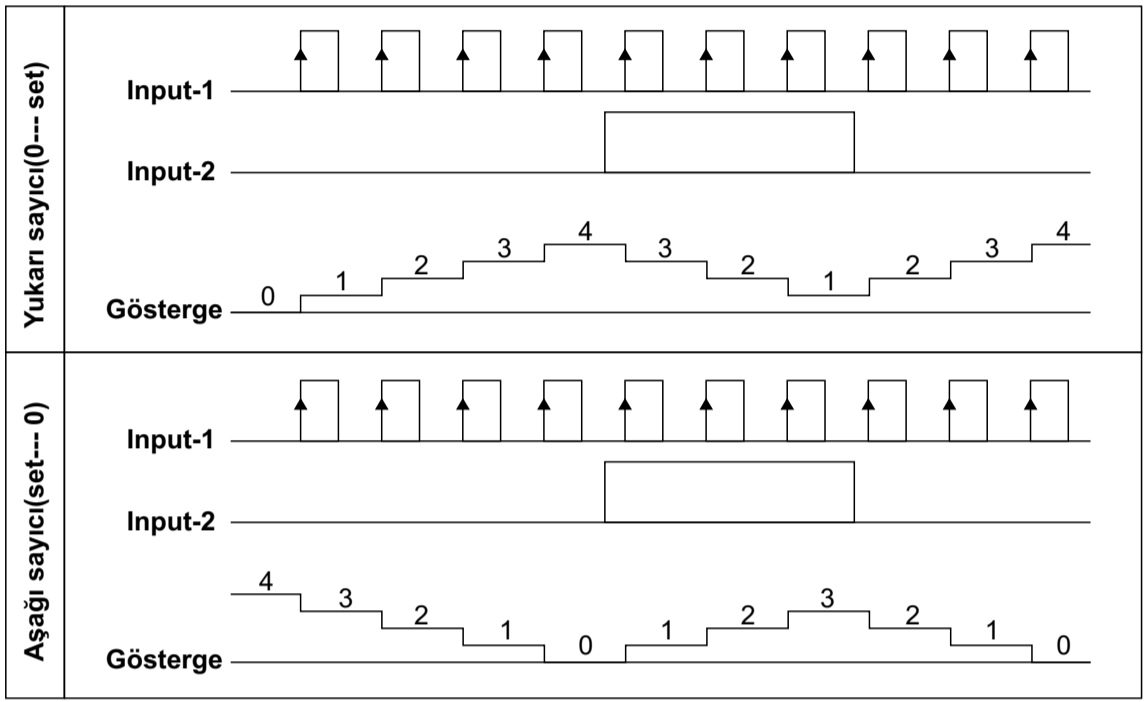 Yukarı sayıcı(0--- set)
Input-1
Input-2
0 1 2 3 4 3 2 1 2 3 4
Gösterge
Aşağı sayıcı(set--- 0)
Input-1
Input-2
4 3 2 1 0 1 2 3 2 1 0
Gösterge